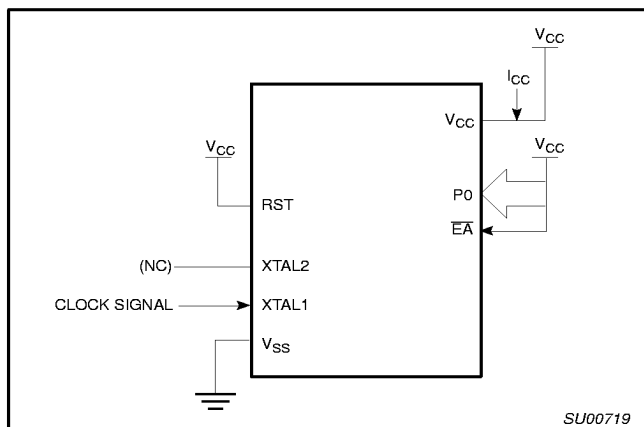 VCC
ICC
VCC
VCC
VCC
P0
RST
EA
(NC)
XTAL2
CLOCK SIGNAL
XTAL1
VSS
SU00719